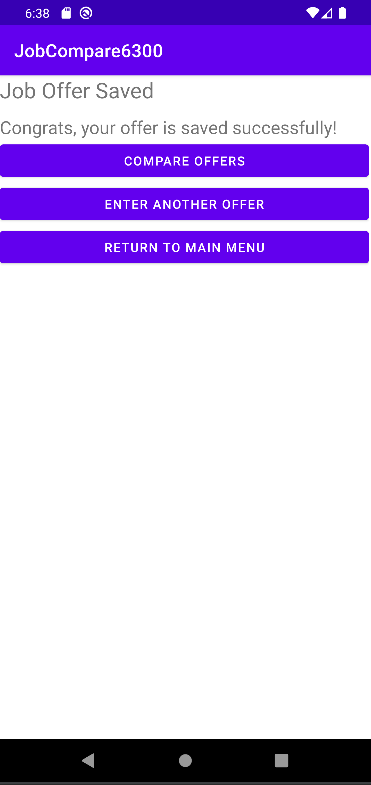 6:38
JobCompare6300
Job Offer Saved
Congrats, your offer is saved successfully!
COMPARE OFFERS
ENTER ANOTHER OFFER
RETURN TO MAIN MENU